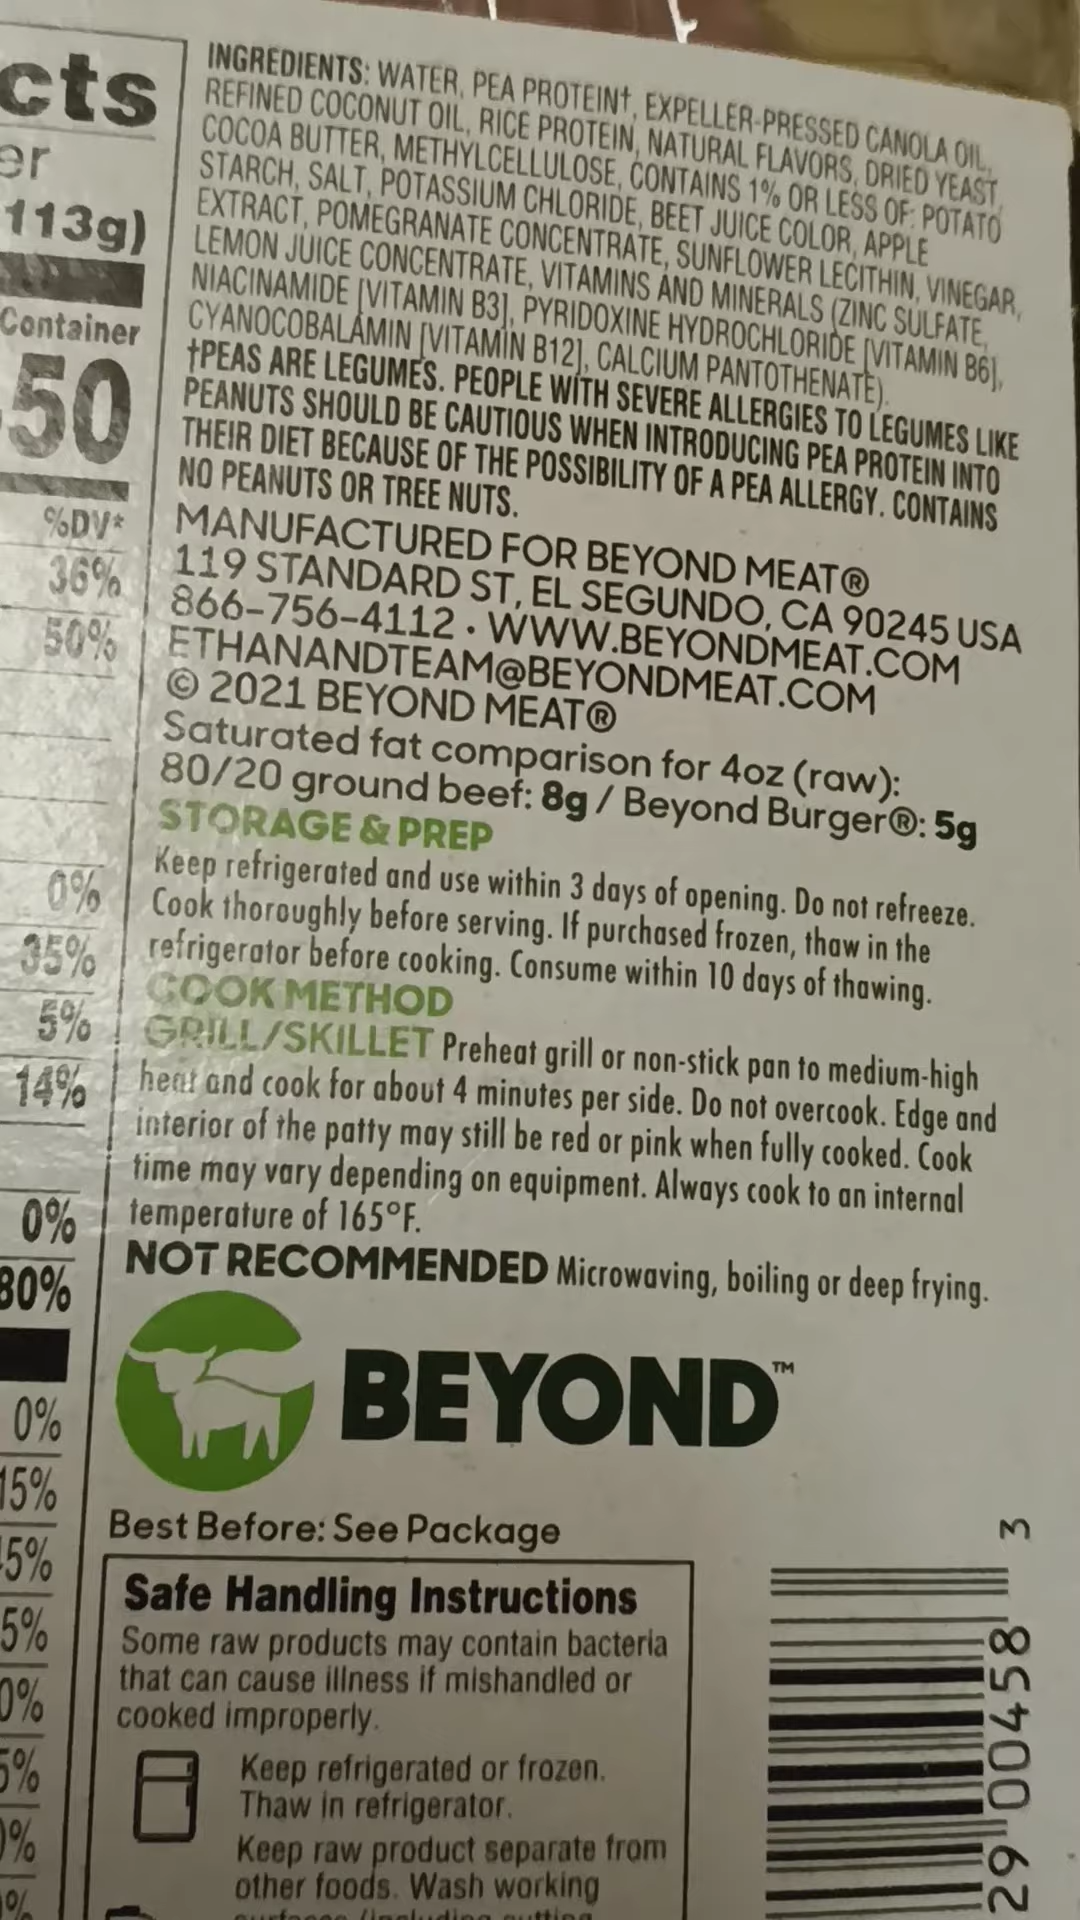 cts
er
113g)
Container
50
%DV*
36%
50%
0%
35%
5%
14%
0%
80%
0%
15%
5%
5%
0%
5%
0%
INGREDIENTS: WATER, PEA PROTEIN†, EXPELLER-PRESSED CANOLA OIL,
REFINED COCONUT OIL, RICE PROTEIN, NATURAL FLAVORS, DRIED YEAST,
COCOA BUTTER, METHYLCELLULOSE, CONTAINS 1% OR LESS OF: POTATO
STARCH, SALT, POTASSIUM CHLORIDE, BEET JUICE COLOR, APPLE
EXTRACT, POMEGRANATE CONCENTRATE, SUNFLOWER LECITHIN, VINEGAR,
LEMON JUICE CONCENTRATE, VITAMINS AND MINERALS (ZINC SULFATE,
NIACINAMIDE [VITAMIN B3], PYRIDOXINE HYDROCHLORIDE [VITAMIN B6],
CYANOCOBALAMIN [VITAMIN B12], CALCIUM PANTOTHENATE).
†PEAS ARE LEGUMES. PEOPLE WITH SEVERE ALLERGIES TO LEGUMES LIKE
PEANUTS SHOULD BE CAUTIOUS WHEN INTRODUCING PEA PROTEIN INTO
THEIR DIET BECAUSE OF THE POSSIBILITY OF A PEA ALLERGY. CONTAINS
NO PEANUTS OR TREE NUTS.
MANUFACTURED FOR BEYOND MEAT®
119 STANDARD ST, EL SEGUNDO, CA 90245 USA
866-756-4112 • WWW.BEYONDMEAT.COM
ETHANANDTEAM@BEYONDMEAT.COM
© 2021 BEYOND MEAT®
Saturated fat comparison for 4oz (raw):
80/20 ground beef: 8g / Beyond Burger®: 5g
STORAGE & PREP
Keep refrigerated and use within 3 days of opening. Do not refreeze.
Cook thoroughly before serving. If purchased frozen, thaw in the
refrigerator before cooking. Consume within 10 days of thawing.
COOK METHOD
GRILL/SKILLET Preheat grill or non-stick pan to medium-high
heat and cook for about 4 minutes per side. Do not overcook. Edge and
interior of the patty may still be red or pink when fully cooked. Cook
time may vary depending on equipment. Always cook to an internal
temperature of 165°F.
NOT RECOMMENDED Microwaving, boiling or deep frying.
BEYOND™
Best Before: See Package
Safe Handling Instructions
Some raw products may contain bacteria
that can cause illness if mishandled or
cooked improperly.
Keep refrigerated or frozen.
Thaw in refrigerator.
Keep raw product separate from
other foods. Wash working
surfaces (including cutting
29 00458 3